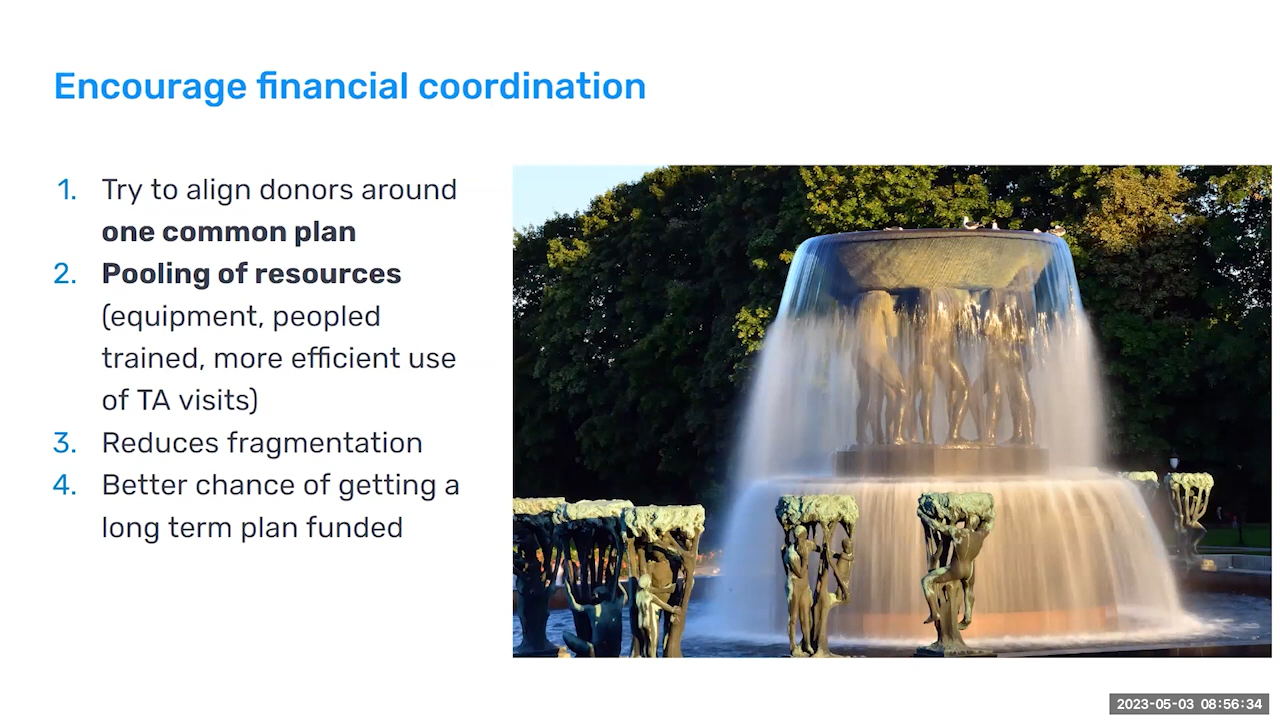 Encourage financial coordination
1. Try to align donors around
one common plan
2. Pooling of resources
(equipment, peopled
trained, more efficient use
of TA visits)
3. Reduces fragmentation
4. Better chance of getting a
long term plan funded
2023-05-03 08:56:34